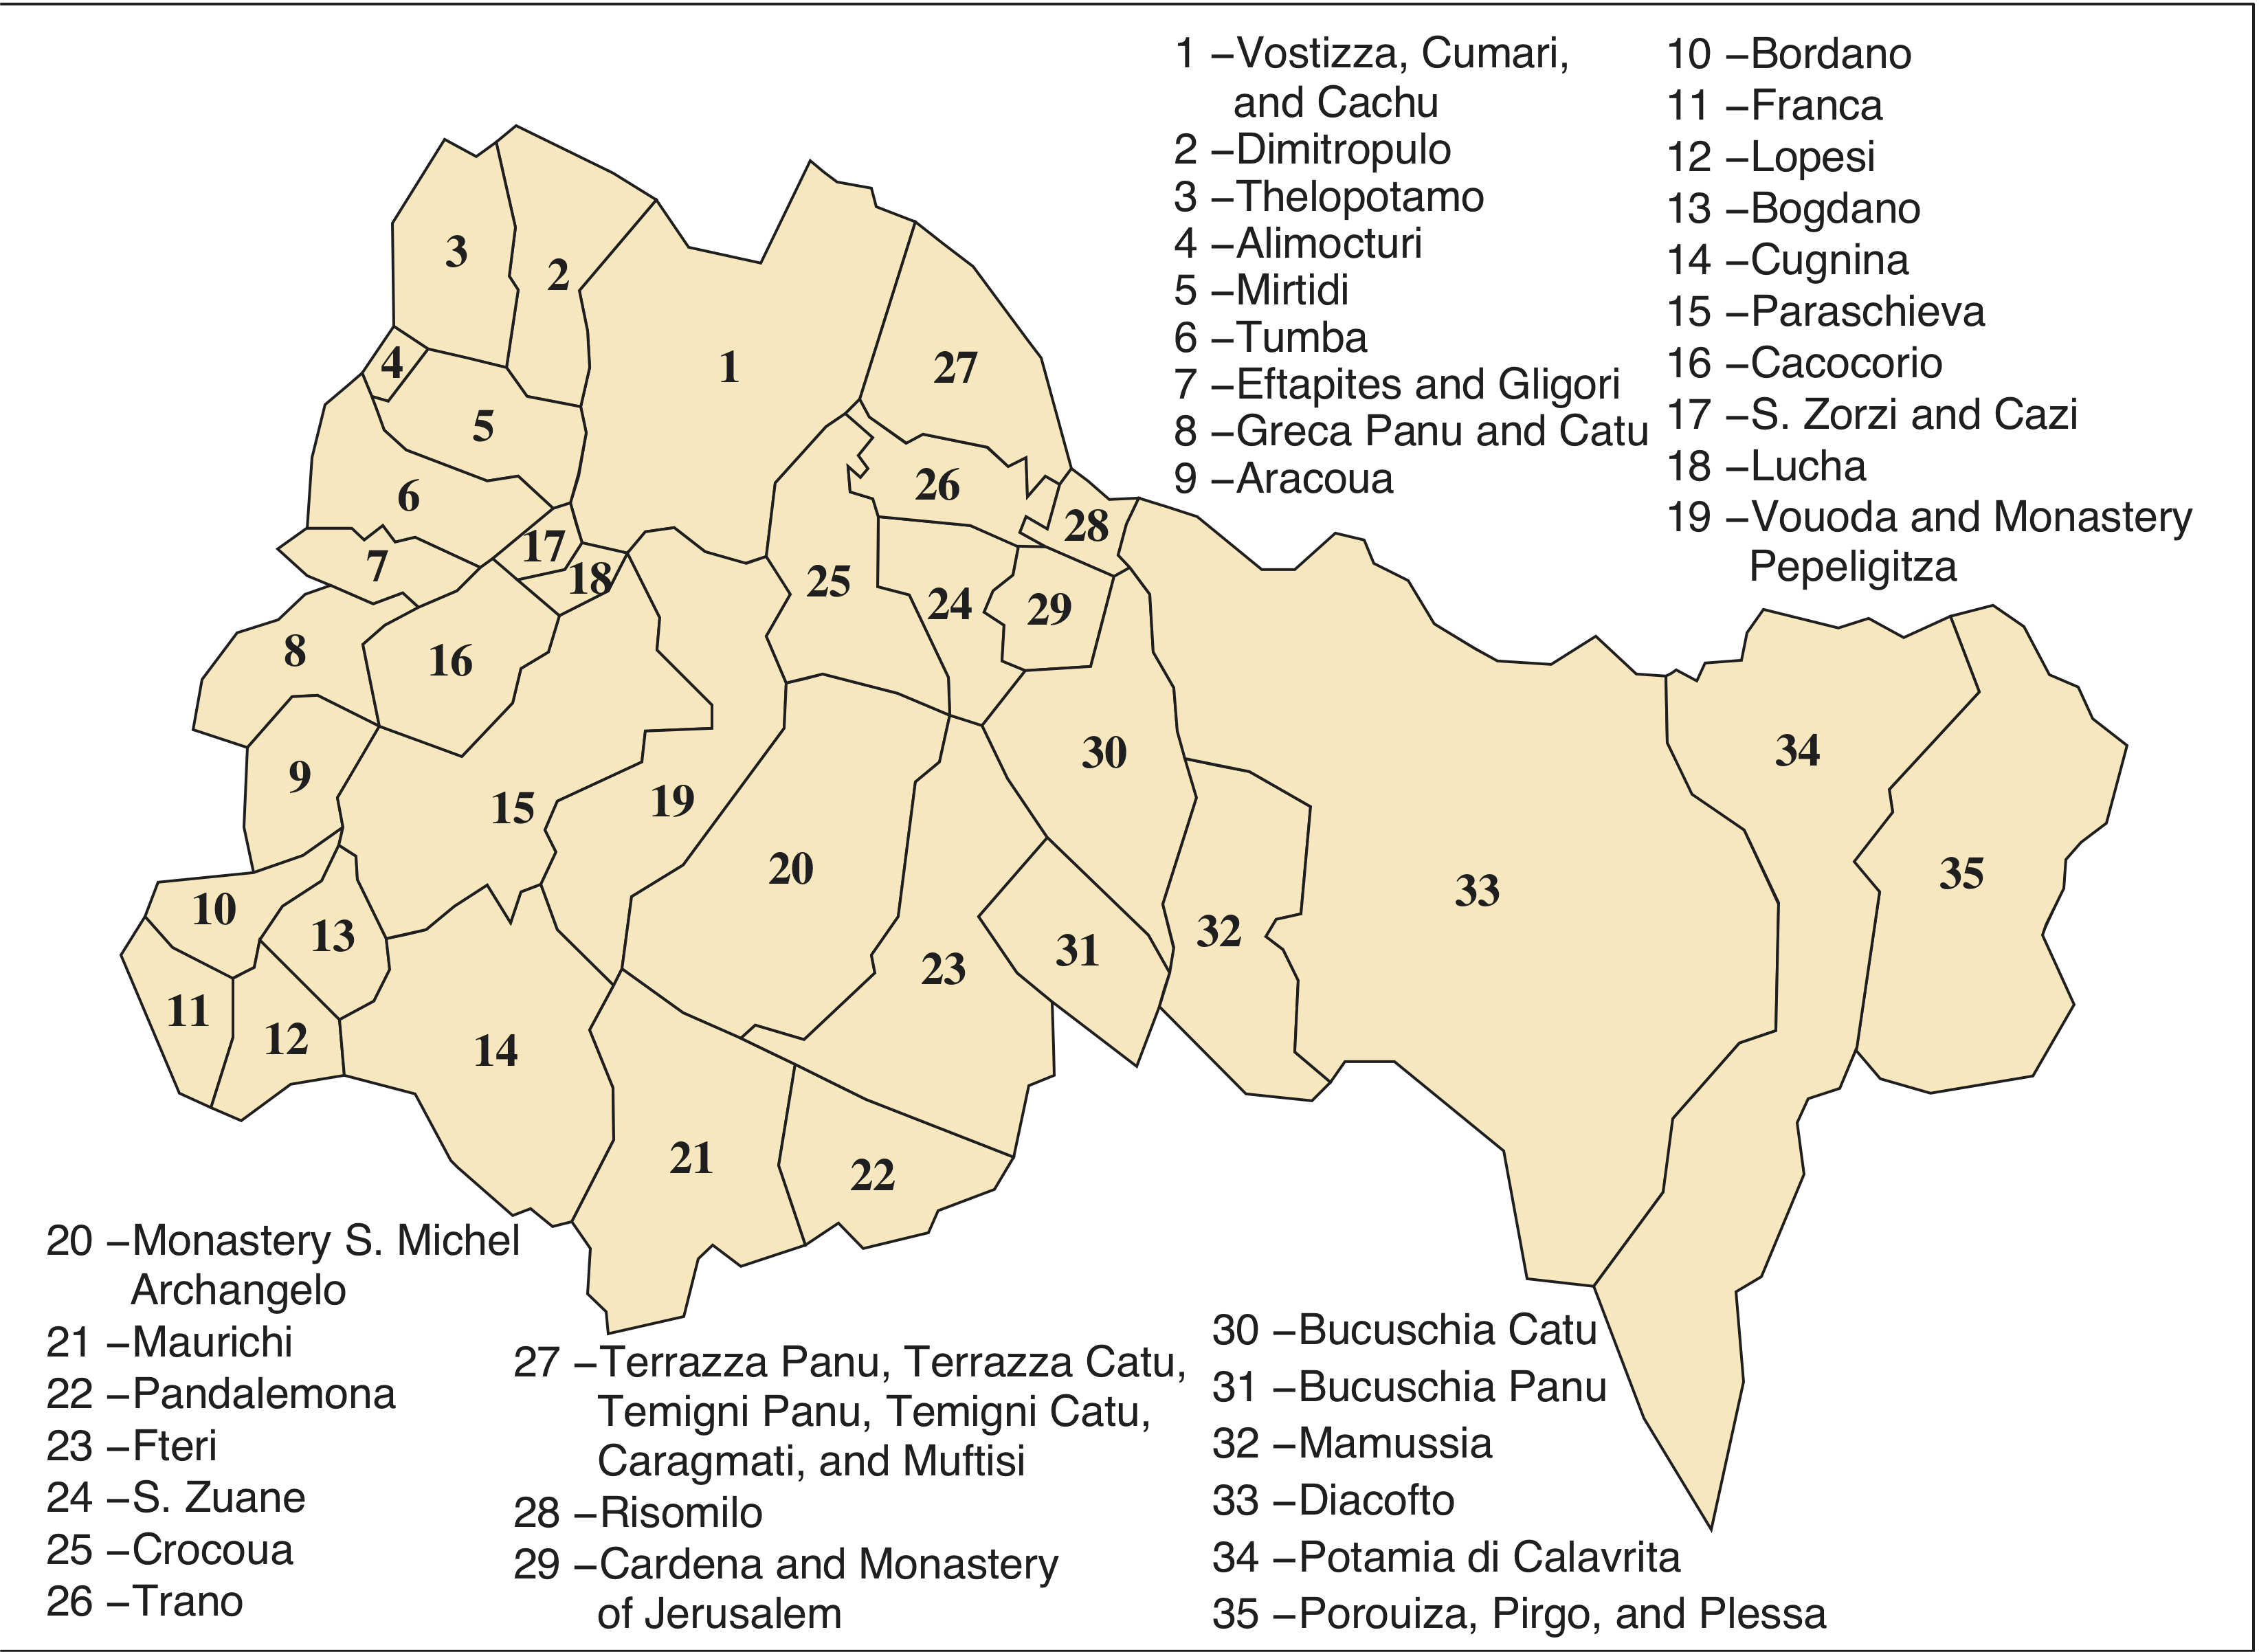 1 –Vostizza, Cumari,
and Cachu
2 –Dimitropulo
3 –Thelopotamo
4 –Alimocturi
5 –Mirtidi
6 –Tumba
7 –Eftapites and Gligori
8 –Greca Panu and Catu
9 –Aracoua
10 –Bordano
11 –Franca
12 –Lopesi
13 –Bogdano
14 –Cugnina
15 –Paraschieva
16 –Cacocorio
17 –S. Zorzi and Cazi
18 –Lucha
19 –Vouoda and Monastery
Pepeligitza
3
2
1
27
4
5
6
26
28
17
7
18
25
24
29
8
16
9
15
19
30
34
20
33
35
10
13
32
31
23
11
12
14
21
22
20 –Monastery S. Michel
Archangelo
21 –Maurichi
22 –Pandalemona
23 –Fteri
24 –S. Zuane
25 –Crocoua
26 –Trano
27 –Terrazza Panu, Terrazza Catu,
Temigni Panu, Temigni Catu,
Caragmati, and Muftisi
28 –Risomilo
29 –Cardena and Monastery
of Jerusalem
30 –Bucuschia Catu
31 –Bucuschia Panu
32 –Mamussia
33 –Diacofto
34 –Potamia di Calavrita
35 –Porouiza, Pirgo, and Plessa